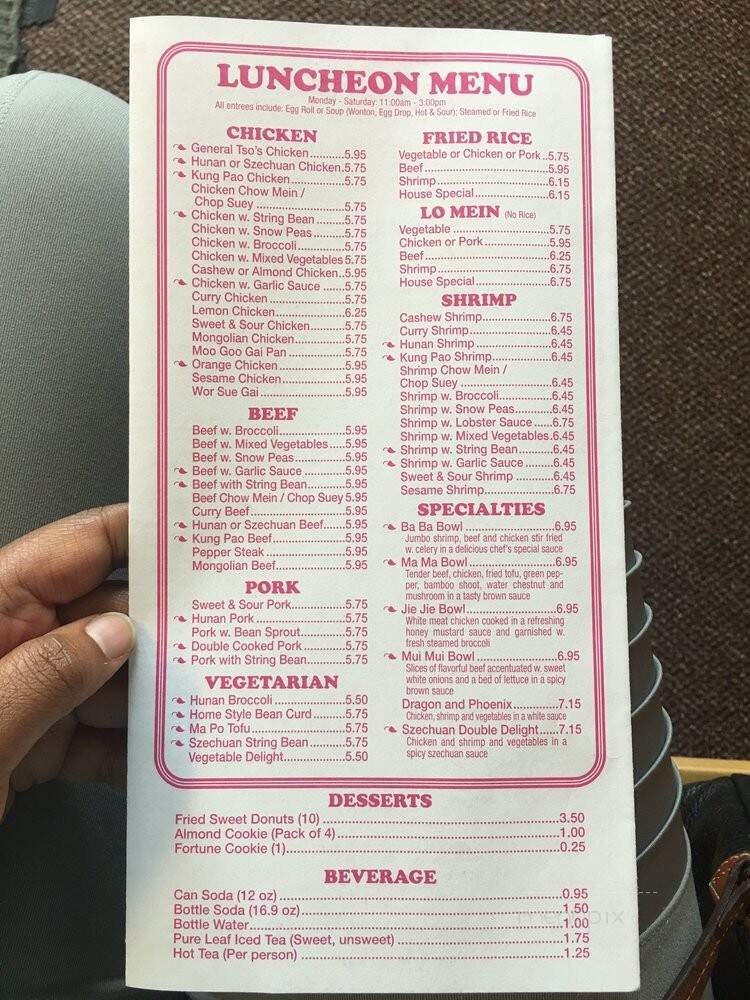 LUNCHEON MENU
Monday - Saturday: 11:00am - 3:00pm
All entrees include: Egg Roll or Soup (Wonton, Egg Drop, Hot & Sour); Steamed or Fried Rice
CHICKEN
General Tso's Chicken..........5.95
Hunan or Szechuan Chicken.5.75
Kung Pao Chicken...............5.75
Chicken Chow Mein /
Chop Suey ..........................5.75
Chicken w. String Bean ........5.75
Chicken w. Snow Peas.........5.75
Chicken w. Broccoli..............5.75
Chicken w. Mixed Vegetables 5.75
Cashew or Almond Chicken..5.95
Chicken w. Garlic Sauce .......5.75
Curry Chicken ......................5.75
Lemon Chicken.....................6.25
Sweet & Sour Chicken..........5.75
Mongolian Chicken...............5.75
Moo Goo Gai Pan ................5.75
Orange Chicken ...................5.95
Sesame Chicken..................5.95
Wor Sue Gai ........................5.95
BEEF
Beef w. Broccoli....................5.95
Beef w. Mixed Vegetables .....5.95
Beef w. Snow Peas...............5.95
Beef w. Garlic Sauce ............5.95
Beef with String Bean...........5.95
Beef Chow Mein / Chop Suey 5.95
Curry Beef ............................5.95
Hunan or Szechuan Beef......5.95
Kung Pao Beef.....................5.95
Pepper Steak .......................5.95
Mongolian Beef....................5.95
PORK
Sweet & Sour Pork...............5.75
Hunan Pork ..........................5.75
Pork w. Bean Sprout.............5.75
Double Cooked Pork ............5.75
Pork with String Bean...........5.75
VEGETARIAN
Hunan Broccoli .....................5.50
Home Style Bean Curd ........5.75
Ma Po Tofu ..........................5.75
Szechuan String Bean..........5.75
Vegetable Delight.................5.50
FRIED RICE
Vegetable or Chicken or Pork ..5.75
Beef.....................................5.95
Shrimp.................................6.15
House Special......................6.15
LO MEIN (No Rice)
Vegetable ............................5.75
Chicken or Pork...................5.95
Beef.....................................6.25
Shrimp.................................6.75
House Special......................6.75
SHRIMP
Cashew Shrimp....................6.75
Curry Shrimp........................6.45
Hunan Shrimp......................6.45
Kung Pao Shrimp.................6.45
Shrimp Chow Mein /
Chop Suey ...........................6.45
Shrimp w. Broccoli................6.45
Shrimp w. Snow Peas...........6.45
Shrimp w. Lobster Sauce ......6.75
Shrimp w. Mixed Vegetables.6.45
Shrimp w. String Bean..........6.45
Shrimp w. Garlic Sauce ........6.45
Sweet & Sour Shrimp ...........6.45
Sesame Shrimp....................6.75
SPECIALTIES
Ba Ba Bowl ...........................6.95
Jumbo shrimp, beef and chicken stir fried
w. celery in a delicious chef's special sauce
Ma Ma Bowl..........................6.95
Tender beef, chicken, fried tofu, green pep-
per, bamboo shoot, water chestnut and
mushroom in a tasty brown sauce
Jie Jie Bowl...........................6.95
White meat chicken cooked in a refreshing
honey mustard sauce and garnished w.
fresh steamed broccoli
Mui Mui Bowl ........................6.95
Slices of flavorful beef accentuated w. sweet
white onions and a bed of lettuce in a spicy
brown sauce
Dragon and Phoenix.............7.15
Chicken, shrimp and vegetables in a white sauce
Szechuan Double Delight......7.15
Chicken and shrimp and vegetables in a
spicy szechuan sauce
DESSERTS
Fried Sweet Donuts (10) ..........................................................3.50
Almond Cookie (Pack of 4) .......................................................1.00
Fortune Cookie (1)...................................................................0.25
BEVERAGE
Can Soda (12 oz) ....................................................................0.95
Bottle Soda (16.9 oz) ..............................................................1.50
Bottle Water............................................................................1.00
Pure Leaf Iced Tea (Sweet, unsweet) ........................................1.75
Hot Tea (Per person) ...............................................................1.25